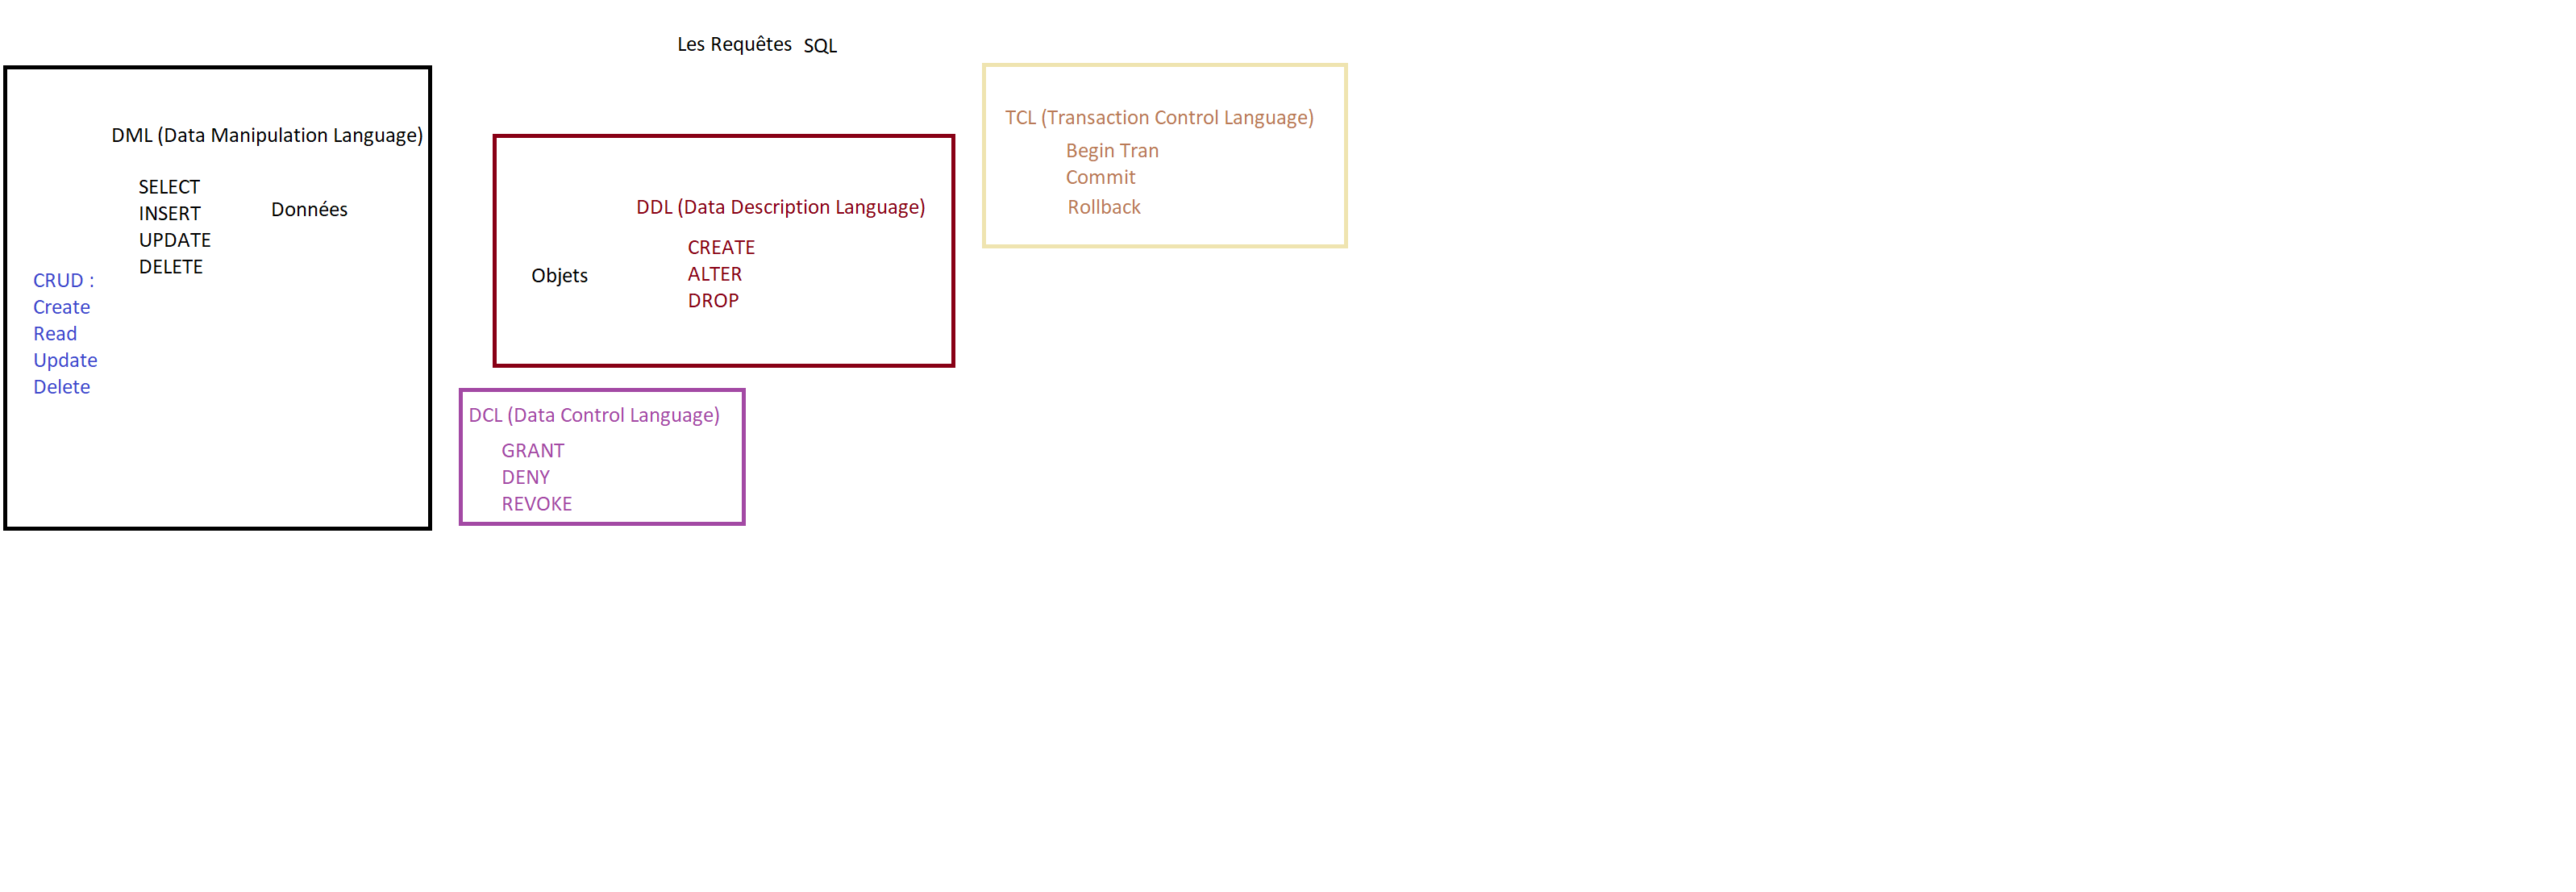 Les Requêtes SQL
DML (Data Manipulation Language)
SELECT
INSERT
UPDATE
DELETE
Données
CRUD :
Create
Read
Update
Delete
DDL (Data Description Language)
CREATE
ALTER
DROP
Objets
DCL (Data Control Language)
GRANT
DENY
REVOKE
TCL (Transaction Control Language)
Begin Tran
Commit
Rollback